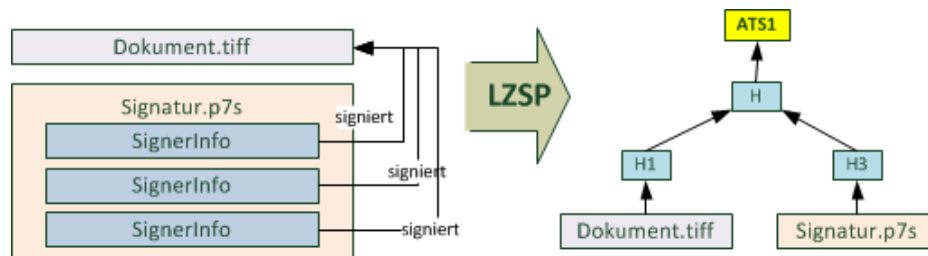 Dokument.tiff
Signatur.p7s
SignerInfo
signiert
SignerInfo
signiert
SignerInfo
signiert
LZSP
ATS1
H
H1
H3
Dokument.tiff
Signatur.p7s